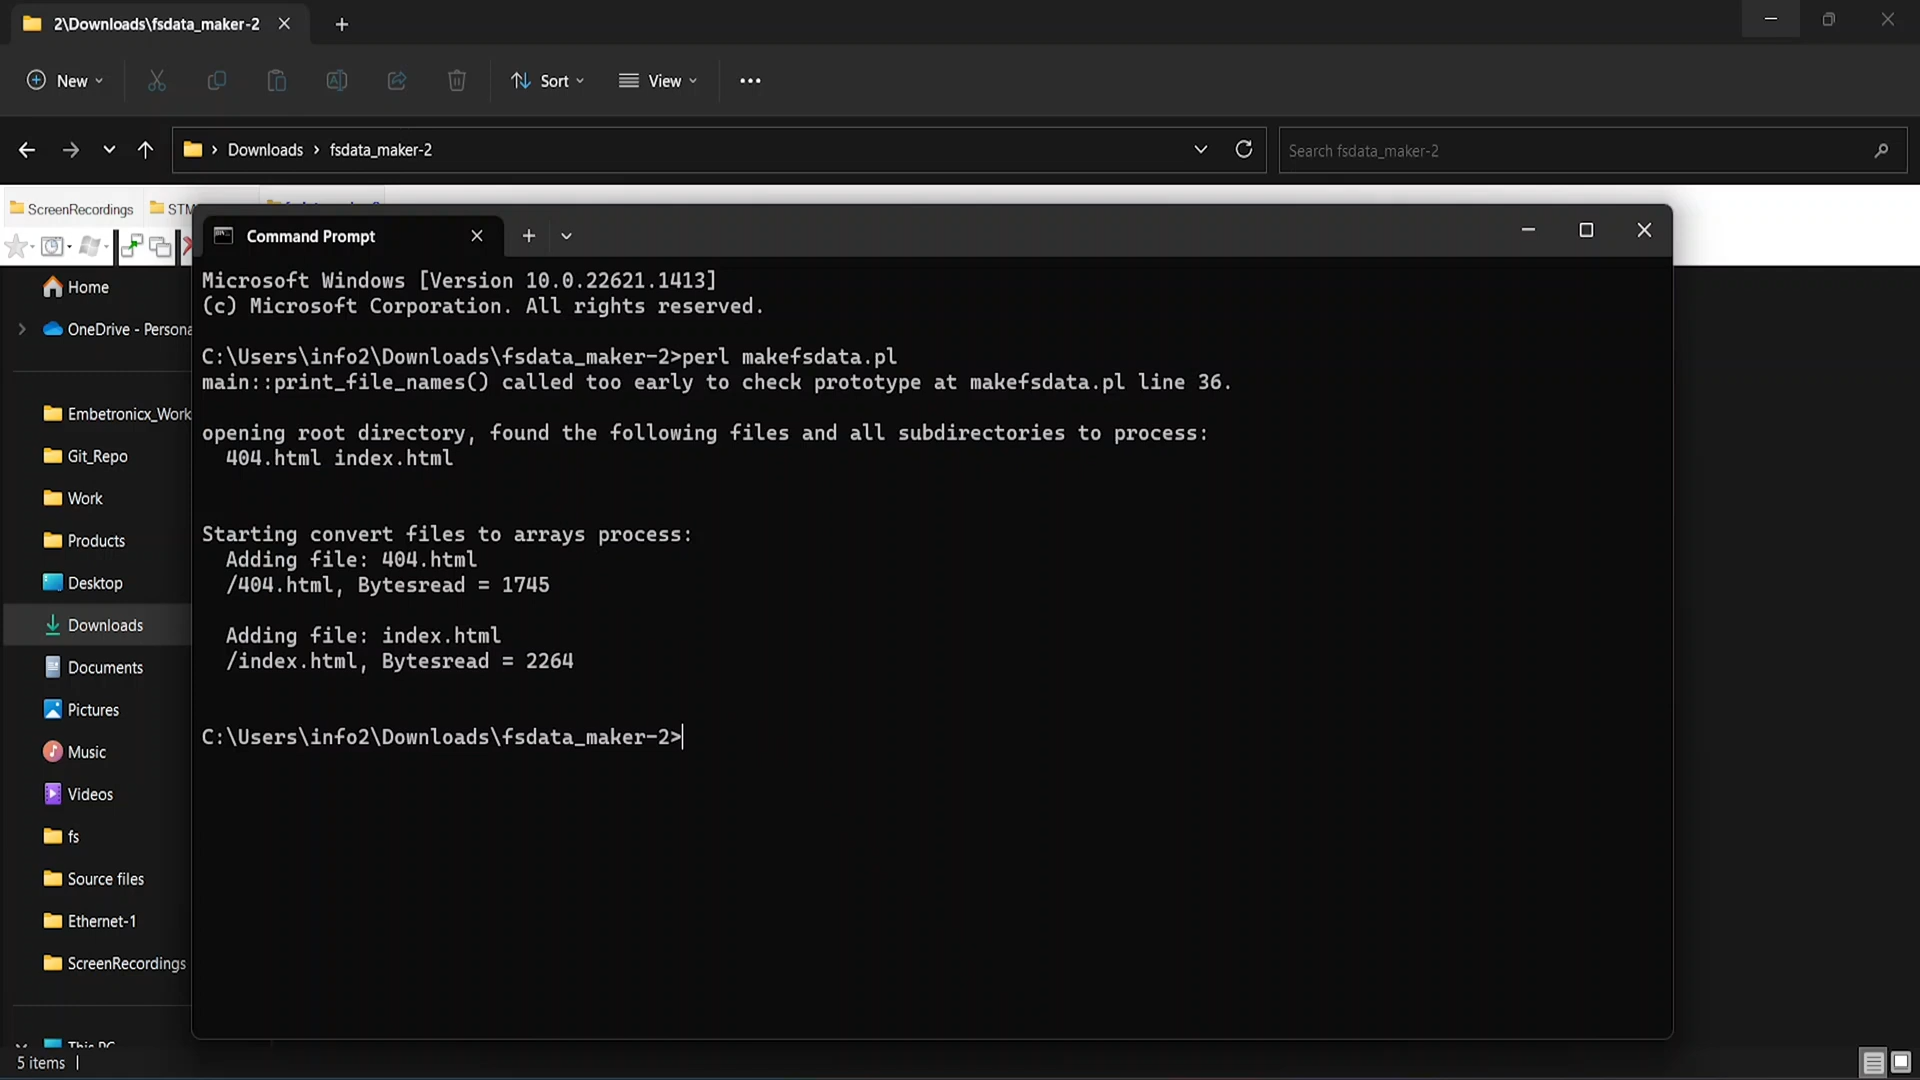 2\Downloads\fsdata_maker-2
New
Sort
View
Downloads > fsdata_maker-2
Search fsdata_maker-2
ScreenRecordings
STM
Command Prompt
Home
OneDrive - Persona
Embetronicx_Work
Git_Repo
Work
Products
Desktop
Downloads
Documents
Pictures
Music
Videos
fs
Source files
Ethernet-1
ScreenRecordings
This PC
5 items
Microsoft Windows [Version 10.0.22621.1413]
(c) Microsoft Corporation. All rights reserved.
C:\Users\info2\Downloads\fsdata_maker-2>perl makefsdata.pl
main::print_file_names() called too early to check prototype at makefsdata.pl line 36.
opening root directory, found the following files and all subdirectories to process:
404.html index.html
Starting convert files to arrays process:
Adding file: 404.html
/404.html, Bytesread = 1745
Adding file: index.html
/index.html, Bytesread = 2264
C:\Users\info2\Downloads\fsdata_maker-2>